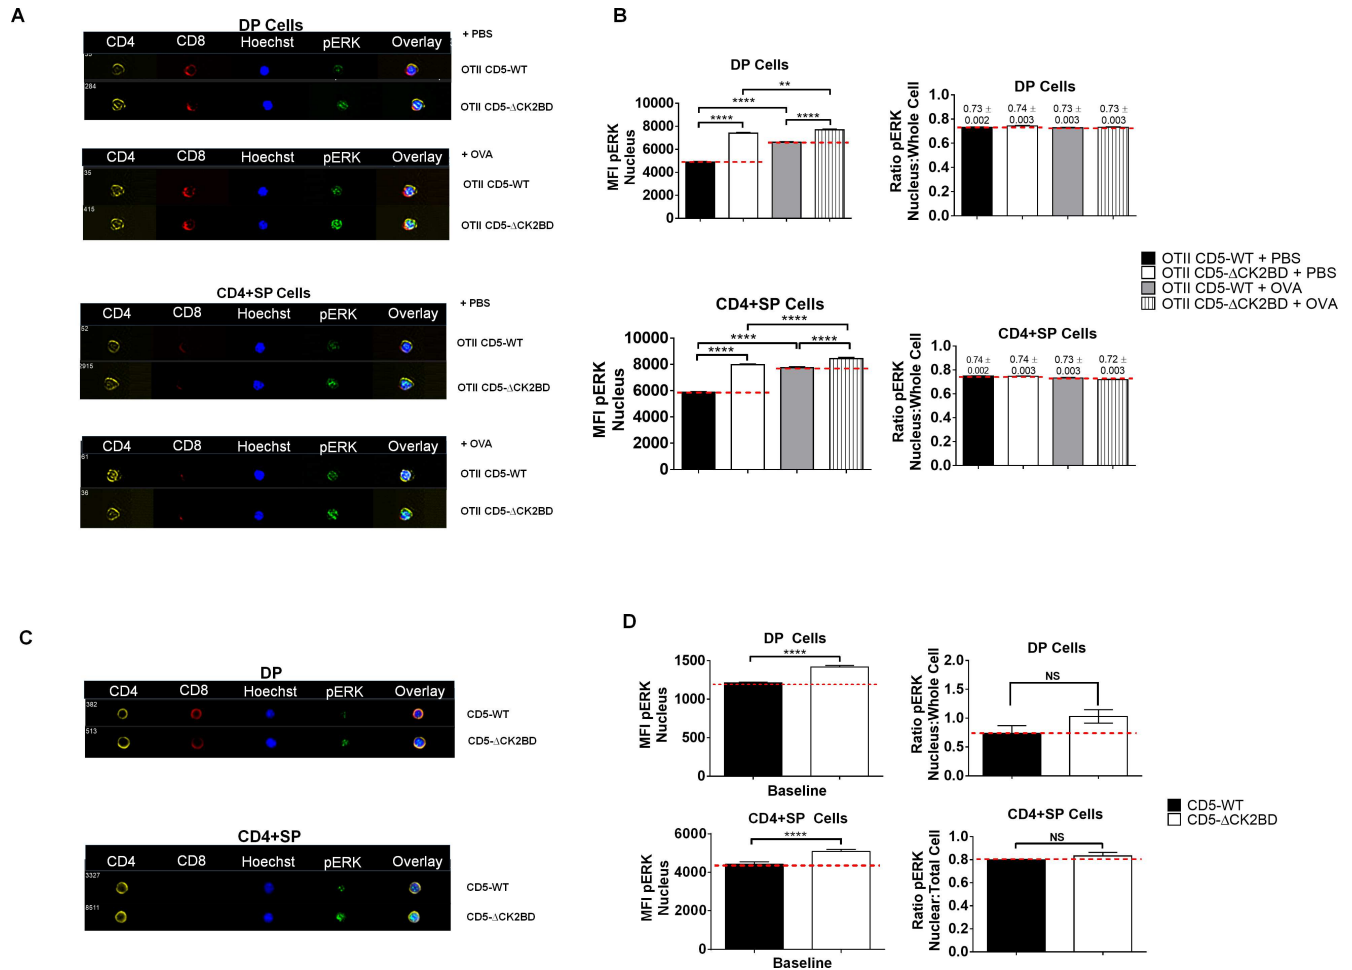 A
DP Cells
CD4 CD8 Hoechst pERK Overlay
+ PBS
OTII CD5-WT
284
OTII CD5-ΔCK2BD
CD4 CD8 Hoechst pERK Overlay
+ OVA
35
OTII CD5-WT
415
OTII CD5-ΔCK2BD
CD4+SP Cells
CD4 CD8 Hoechst pERK Overlay
+ PBS
52
OTII CD5-WT
2915
OTII CD5-ΔCK2BD
CD4 CD8 Hoechst pERK Overlay
+ OVA
61
OTII CD5-WT
36
OTII CD5-ΔCK2BD
B
DP Cells
MFI pERK
Nucleus
10000
8000
6000
4000
2000
0
**
****
**** ****
DP Cells
Ratio pERK
Nucleus:Whole Cell
1.0
0.8
0.6
0.4
0.2
0.0
0.73 ± 0.74 ± 0.73 ± 0.73 ±
0.002 0.003 0.003 0.003
OTII CD5-WT + PBS
OTII CD5-ΔCK2BD + PBS
OTII CD5-WT + OVA
OTII CD5-ΔCK2BD + OVA
CD4+SP Cells
MFI pERK
Nucleus
10000
8000
6000
4000
2000
0
****
****
**** ****
CD4+SP Cells
Ratio pERK
Nucleus:Whole Cell
1.0
0.8
0.6
0.4
0.2
0.0
0.74 ± 0.74 ± 0.73 ± 0.72 ±
0.002 0.003 0.003 0.003
C
DP
CD4 CD8 Hoechst pERK Overlay
382
CD5-WT
513
CD5-ΔCK2BD
CD4+SP
CD4 CD8 Hoechst pERK Overlay
3327
CD5-WT
8511
CD5-ΔCK2BD
D
DP Cells
MFI pERK
Nucleus
1500
1000
500
0
****
Baseline
DP Cells
Ratio pERK
Nucleus:Whole Cell
2.0
1.5
1.0
0.5
0.0
NS
CD5-WT
CD5-ΔCK2BD
CD4+SP Cells
MFI pERK
Nucleus
6000
4000
2000
0
****
Baseline
CD4+SP Cells
Ratio pERK
Nuclear:Total Cell
1.0
0.8
0.6
0.4
0.2
0.0
NS